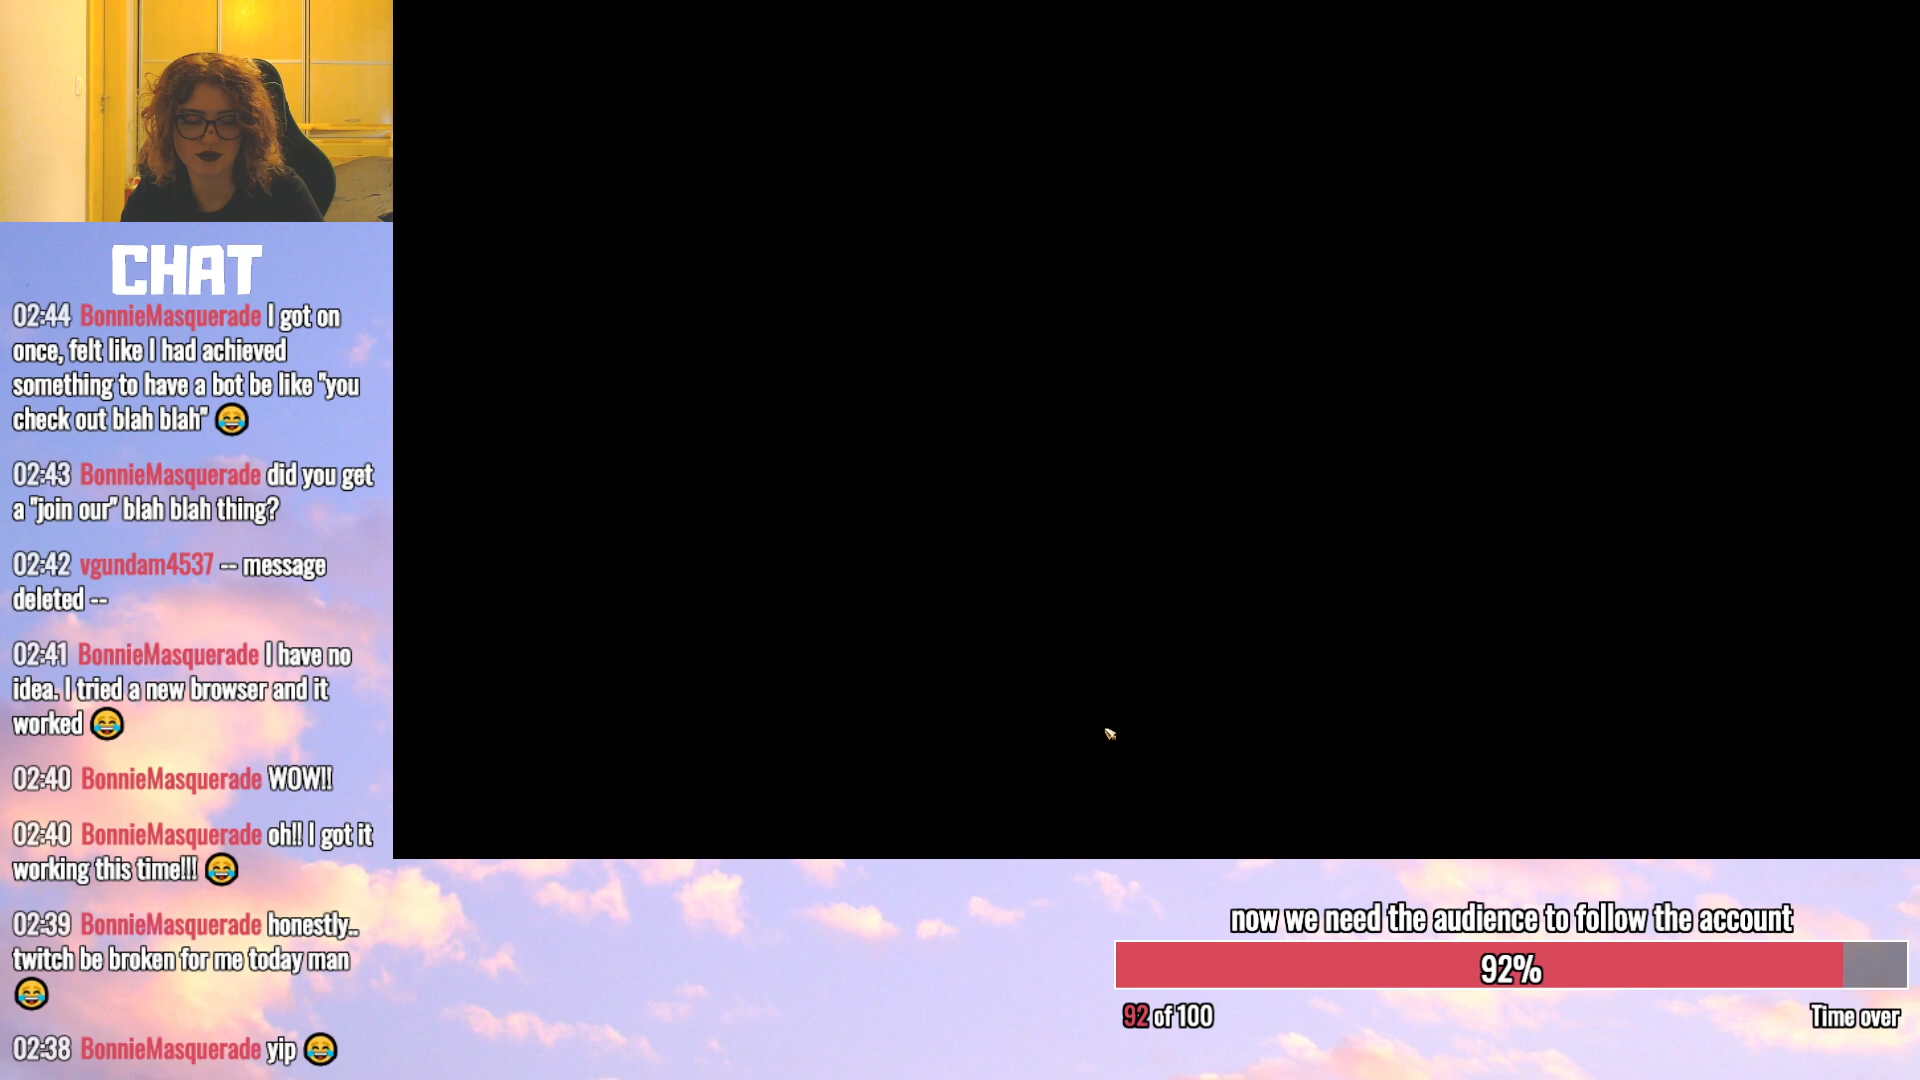 CHAT
02:44 BonnieMasquerade I got on
once, felt like I had achieved
something to have a bot be like "you
check out blah blah" 😂
02:43 BonnieMasquerade did you get
a "join our" blah blah thing?
02:42 vgundam4537 -- message
deleted --
02:41 BonnieMasquerade I have no
idea. I tried a new browser and it
worked 😂
02:40 BonnieMasquerade WOW!!
02:40 BonnieMasquerade oh!! I got it
working this time!!! 😂
02:39 BonnieMasquerade honestly..
twitch be broken for me today man
😂
02:38 BonnieMasquerade yip 😂
now we need the audience to follow the account
92%
92 of 100
Time over